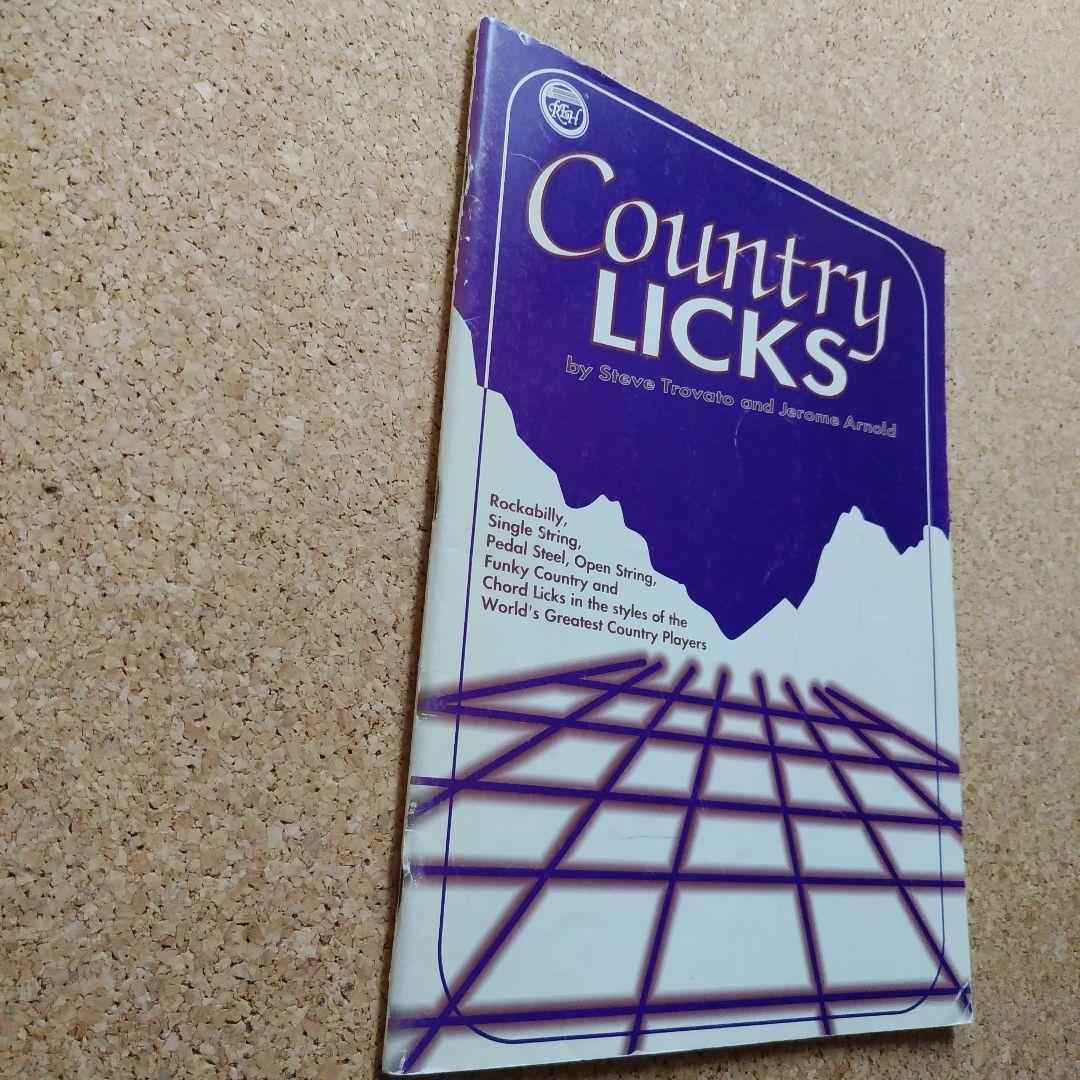 Country
LICKS
by Steve Trovato and Jerome Arnold
Rockabilly,
Single String,
Pedal Steel, Open String,
Funky Country and
Chord Licks in the styles of the
World's Greatest Country Players